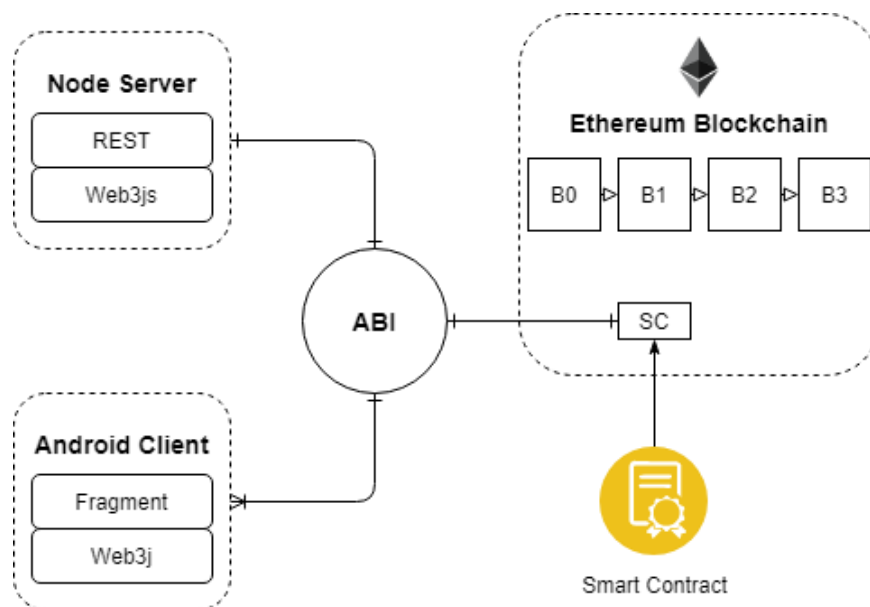 Node Server
REST
Web3js
Ethereum Blockchain
B0
B1
B2
B3
ABI
SC
Android Client
Fragment
Web3j
Smart Contract